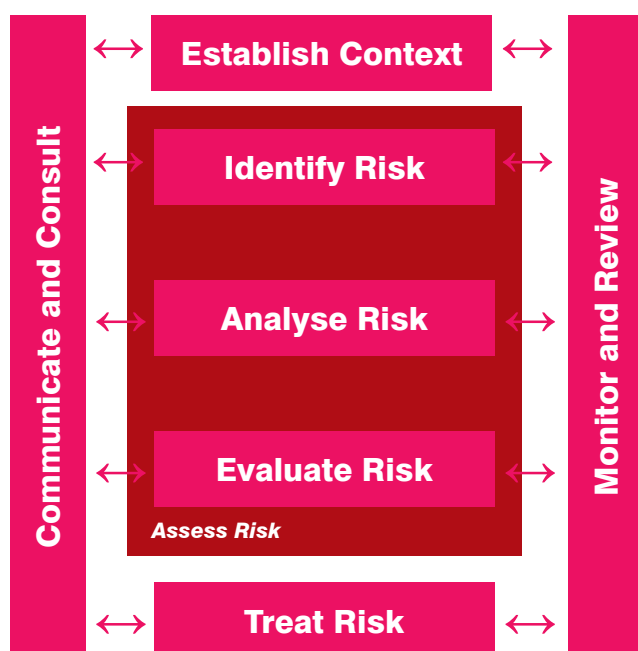 Establish Context
Communicate and Consult
Identify Risk
Analyse Risk
Evaluate Risk
Assess Risk
Treat Risk
Monitor and Review